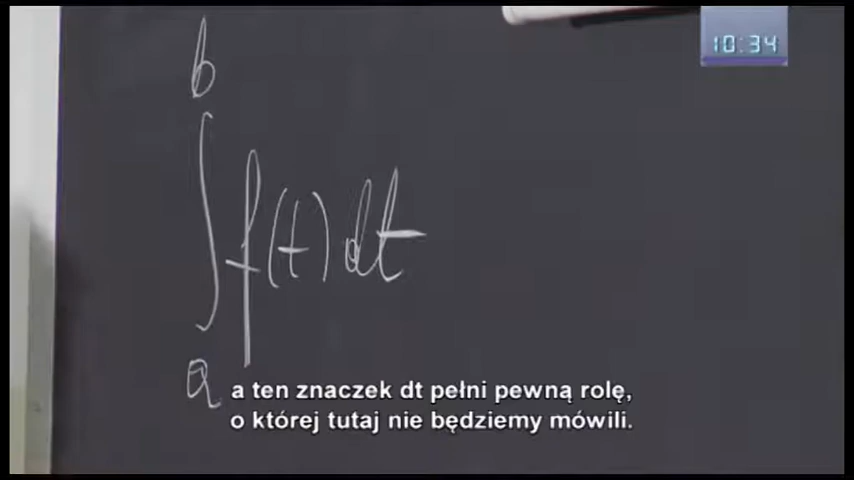 10:34
b
∫ f(t) dt
a
a ten znaczek dt pełni pewną rolę,
o której tutaj nie będziemy mówili.